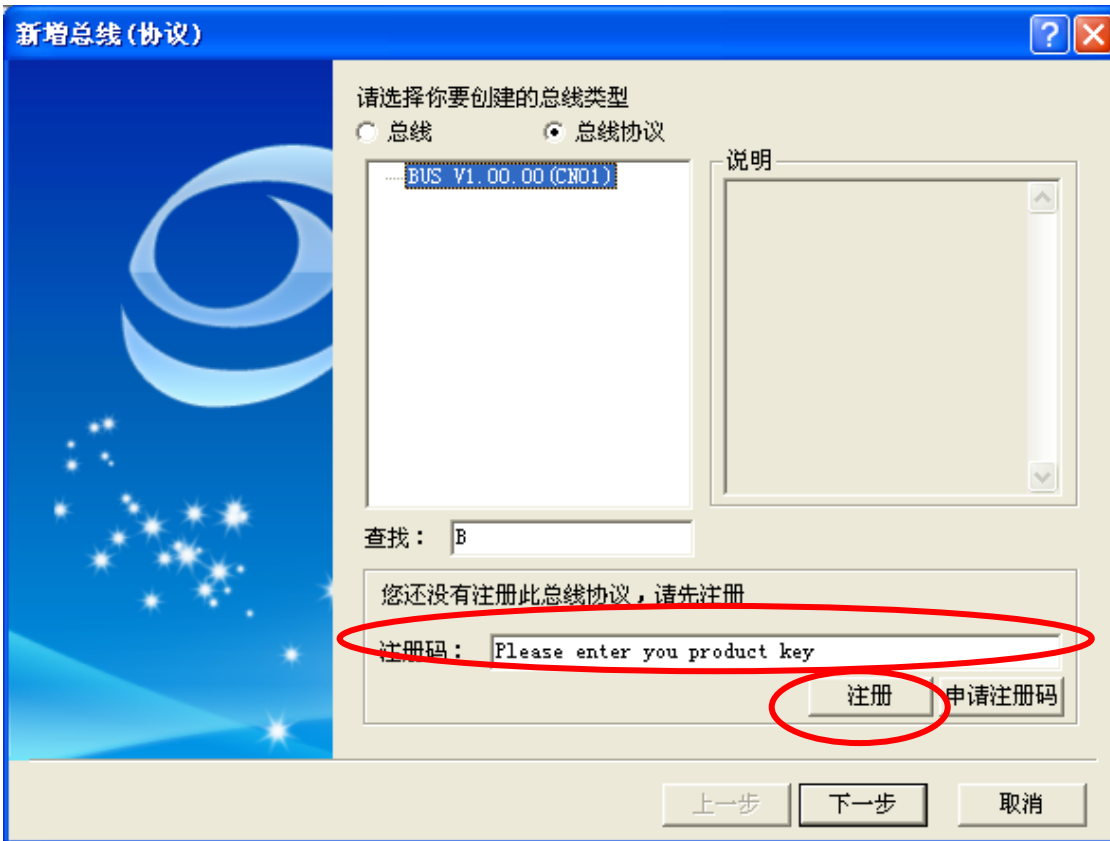 新增总线(协议)
请选择你要创建的总线类型
总线 总线协议
BUS V1.00.00(CN01)
说明
查找： B
您还没有注册此总线协议，请先注册
注册码： Please enter you product key
注册 申请注册码
上一步 下一步 取消